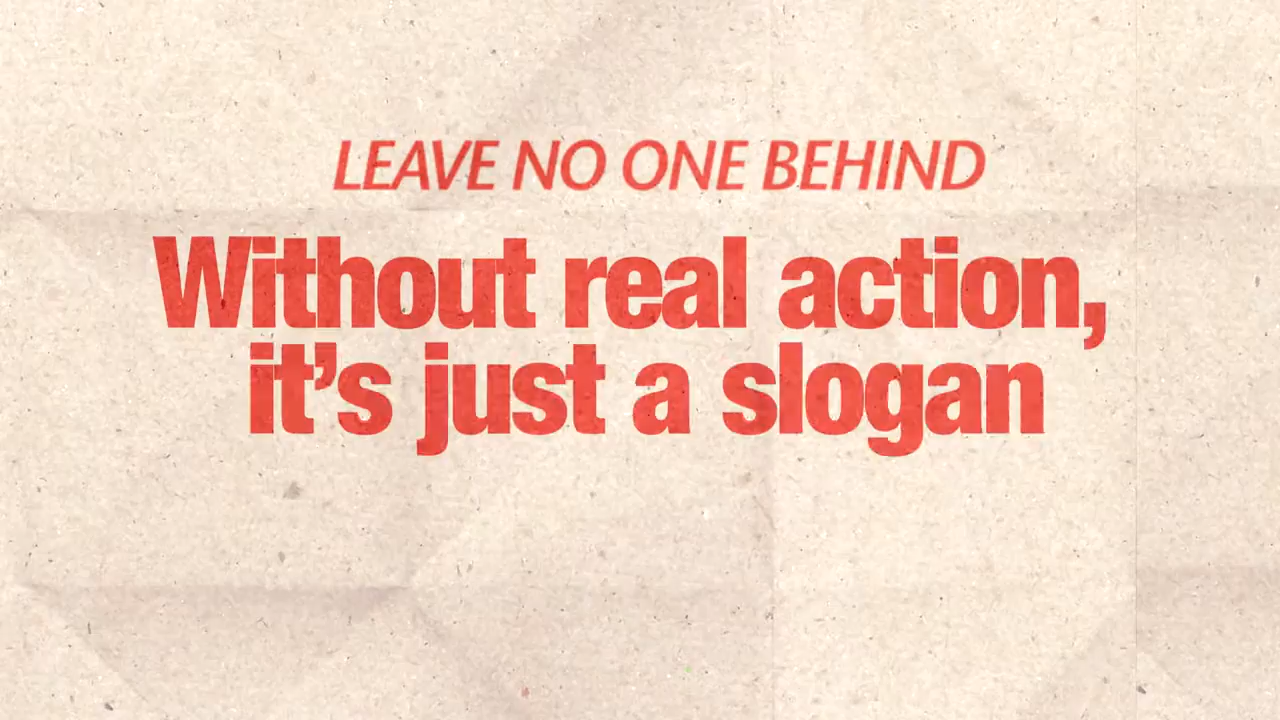 LEAVE NO ONE BEHIND
Without real action,
it’s just a slogan